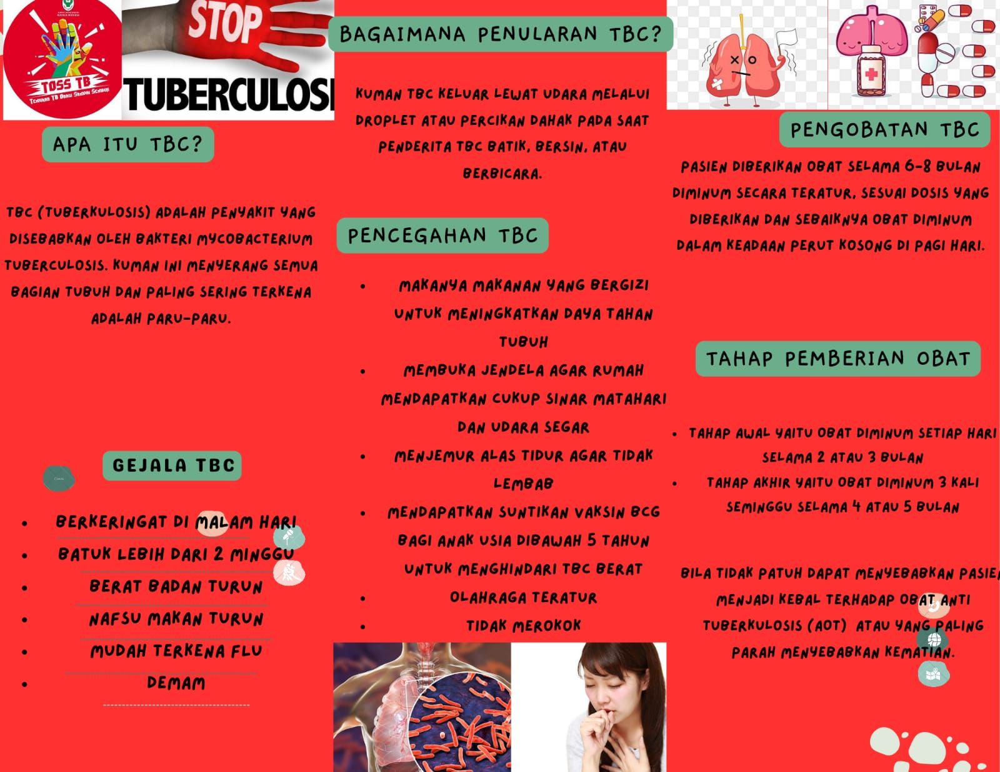 TOSS TB
TEMUKAN TB OBATI SAMPAI SEMBUH
STOP
TUBERCULOSI
APA ITU TBC?
TBC (TUBERKULOSIS) ADALAH PENYAKIT YANG
DISEBABKAN OLEH BAKTERI MYCOBACTERIUM
TUBERCULOSIS. KUMAN INI MENYERANG SEMUA
BAGIAN TUBUH DAN PALING SERING TERKENA
ADALAH PARU-PARU.
GEJALA TBC
• BERKERINGAT DI MALAM HARI
• BATUK LEBIH DARI 2 MINGGU
• BERAT BADAN TURUN
• NAFSU MAKAN TURUN
• MUDAH TERKENA FLU
• DEMAM
BAGAIMANA PENULARAN TBC?
KUMAN TBC KELUAR LEWAT UDARA MELALUI
DROPLET ATAU PERCIKAN DAHAK PADA SAAT
PENDERITA TBC BATIK, BERSIN, ATAU
BERBICARA.
PENCEGAHAN TBC
• MAKANYA MAKANAN YANG BERGIZI
UNTUK MENINGKATKAN DAYA TAHAN
TUBUH
• MEMBUKA JENDELA AGAR RUMAH
MENDAPATKAN CUKUP SINAR MATAHARI
DAN UDARA SEGAR
• MENJEMUR ALAS TIDUR AGAR TIDAK
LEMBAB
• MENDAPATKAN SUNTIKAN VAKSIN BCG
BAGI ANAK USIA DIBAWAH 5 TAHUN
UNTUK MENGHINDARI TBC BERAT
• OLAHRAGA TERATUR
• TIDAK MEROKOK
PENGOBATAN TBC
PASIEN DIBERIKAN OBAT SELAMA 6-8 BULAN
DIMINUM SECARA TERATUR, SESUAI DOSIS YANG
DIBERIKAN DAN SEBAIKNYA OBAT DIMINUM
DALAM KEADAAN PERUT KOSONG DI PAGI HARI.
TAHAP PEMBERIAN OBAT
• TAHAP AWAL YAITU OBAT DIMINUM SETIAP HARI
SELAMA 2 ATAU 3 BULAN
• TAHAP AKHIR YAITU OBAT DIMINUM 3 KALI
SEMINGGU SELAMA 4 ATAU 5 BULAN
BILA TIDAK PATUH DAPAT MENYEBABKAN PASIEN
MENJADI KEBAL TERHADAP OBAT ANTI
TUBERKULOSIS (AOT) ATAU YANG PALING
PARAH MENYEBABKAN KEMATIAN.